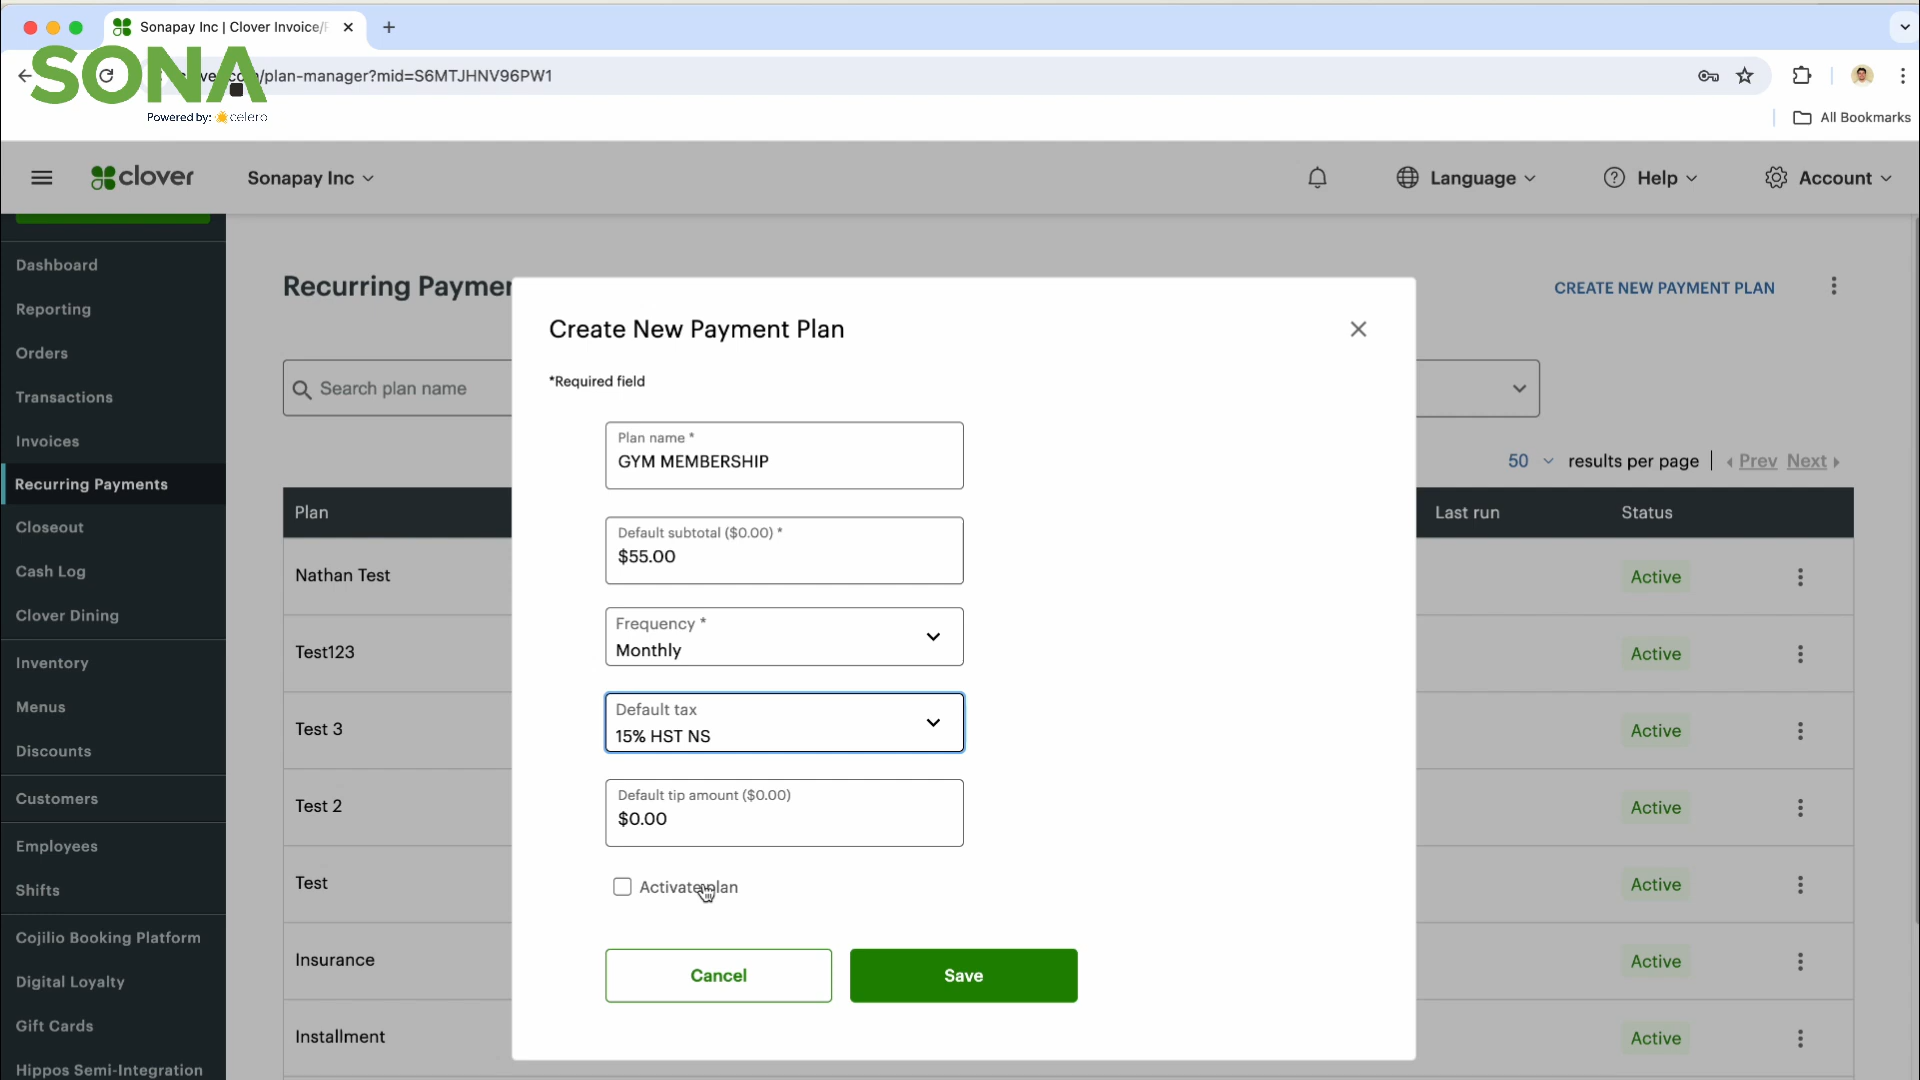 Sonapay Inc | Clover Invoice/
/plan-manager?mid=S6MTJHNV96PW1
SONA
Powered by: celero
All Bookmarks
clover
Sonapay Inc
Language
Help
Account
Dashboard
Reporting
Orders
Transactions
Invoices
Recurring Payments
Closeout
Cash Log
Clover Dining
Inventory
Menus
Discounts
Customers
Employees
Shifts
Cojilio Booking Platform
Digital Loyalty
Gift Cards
Hippos Semi-Integration
Recurring Paymen
CREATE NEW PAYMENT PLAN
Search plan name
50 results per page | Prev Next
Plan
Last run
Status
Nathan Test
Active
Test123
Active
Test 3
Active
Test 2
Active
Test
Active
Insurance
Active
Installment
Active
Create New Payment Plan
*Required field
Plan name *
GYM MEMBERSHIP
Default subtotal ($0.00) *
$55.00
Frequency *
Monthly
Default tax
15% HST NS
Default tip amount ($0.00)
$0.00
Activate plan
Cancel
Save